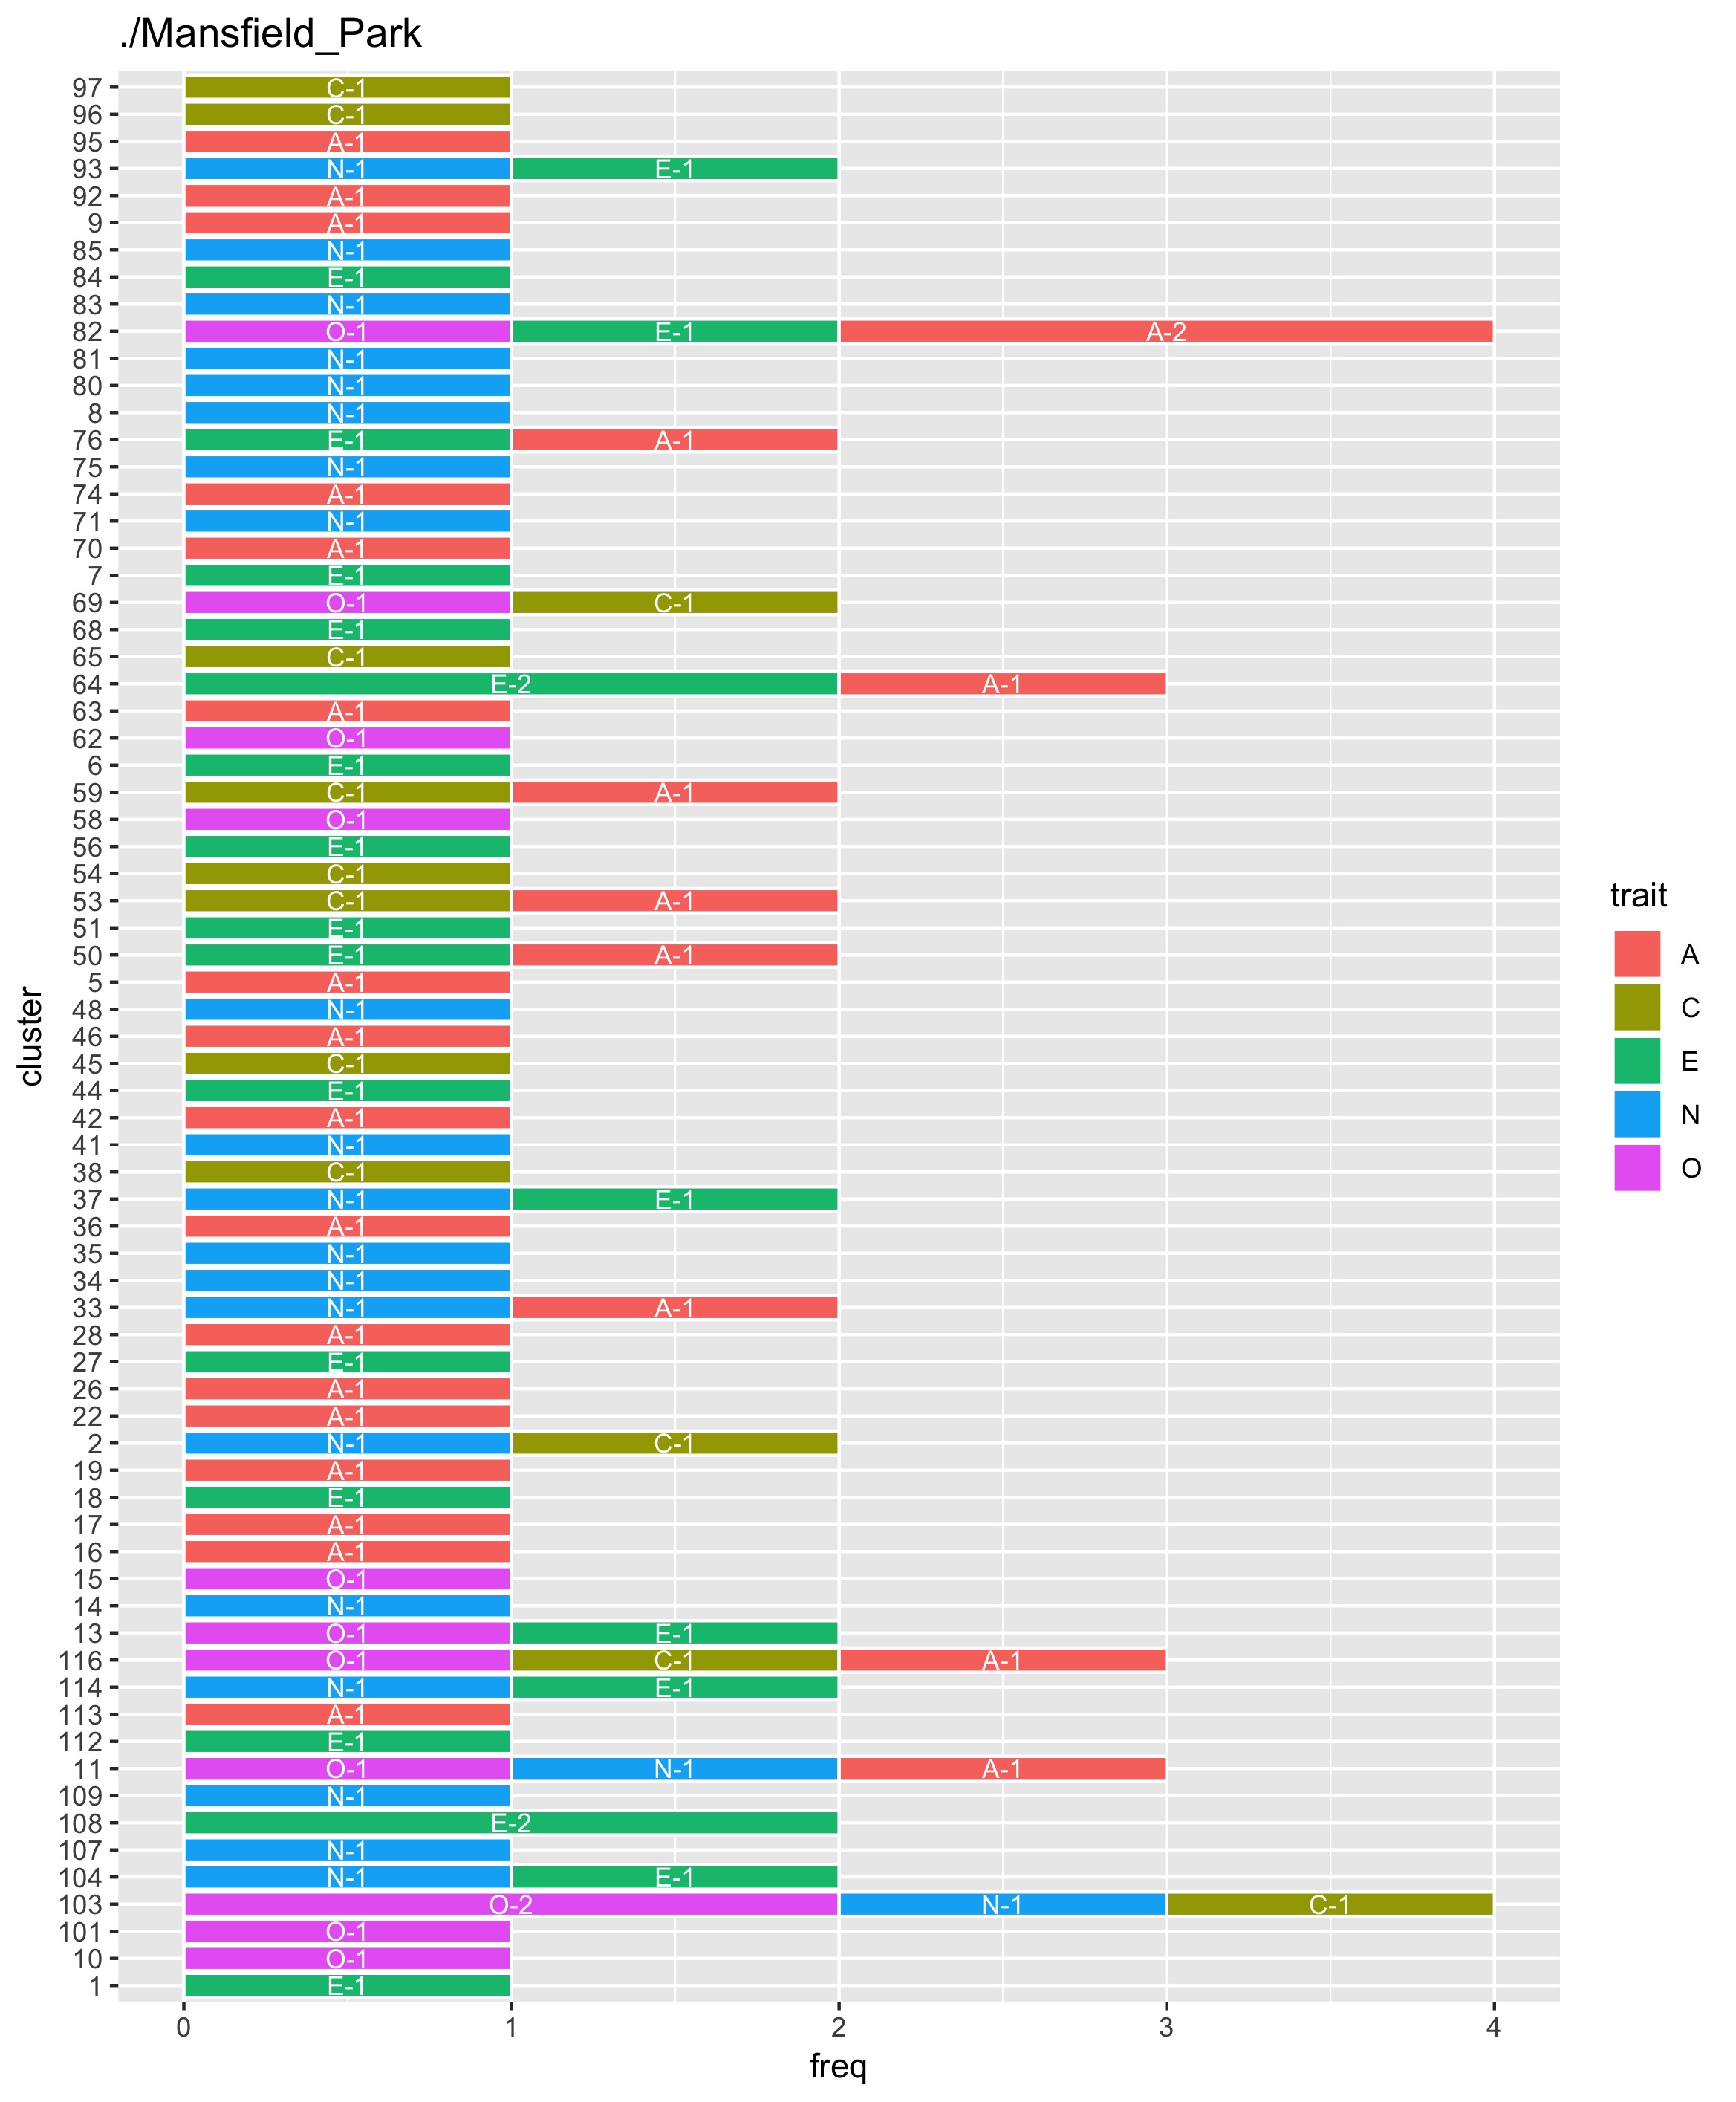 ./Mansfield_Park
97 C-1
96 C-1
95 A-1
93 N-1 E-1
92 A-1
9 A-1
85 N-1
84 E-1
83 N-1
82 O-1 E-1 A-2
81 N-1
80 N-1
8 N-1
76 E-1 A-1
75 N-1
74 A-1
71 N-1
70 A-1
7 E-1
69 O-1 C-1
68 E-1
65 C-1
64 E-2 A-1
63 A-1
62 O-1
6 E-1
59 C-1 A-1
58 O-1
56 E-1
54 C-1
53 C-1 A-1
51 E-1
50 E-1 A-1
5 A-1
48 N-1
46 A-1
45 C-1
44 E-1
42 A-1
41 N-1
38 C-1
37 N-1 E-1
36 A-1
35 N-1
34 N-1
33 N-1 A-1
28 A-1
27 E-1
26 A-1
22 A-1
2 N-1 C-1
19 A-1
18 E-1
17 A-1
16 A-1
15 O-1
14 N-1
13 O-1 E-1
116 O-1 C-1 A-1
114 N-1 E-1
113 A-1
112 E-1
11 O-1 N-1 A-1
109 N-1
108 E-2
107 N-1
104 N-1 E-1
103 O-2 N-1 C-1
101 O-1
10 O-1
1 E-1
0 1 2 3 4
freq
cluster
trait
A
C
E
N
O